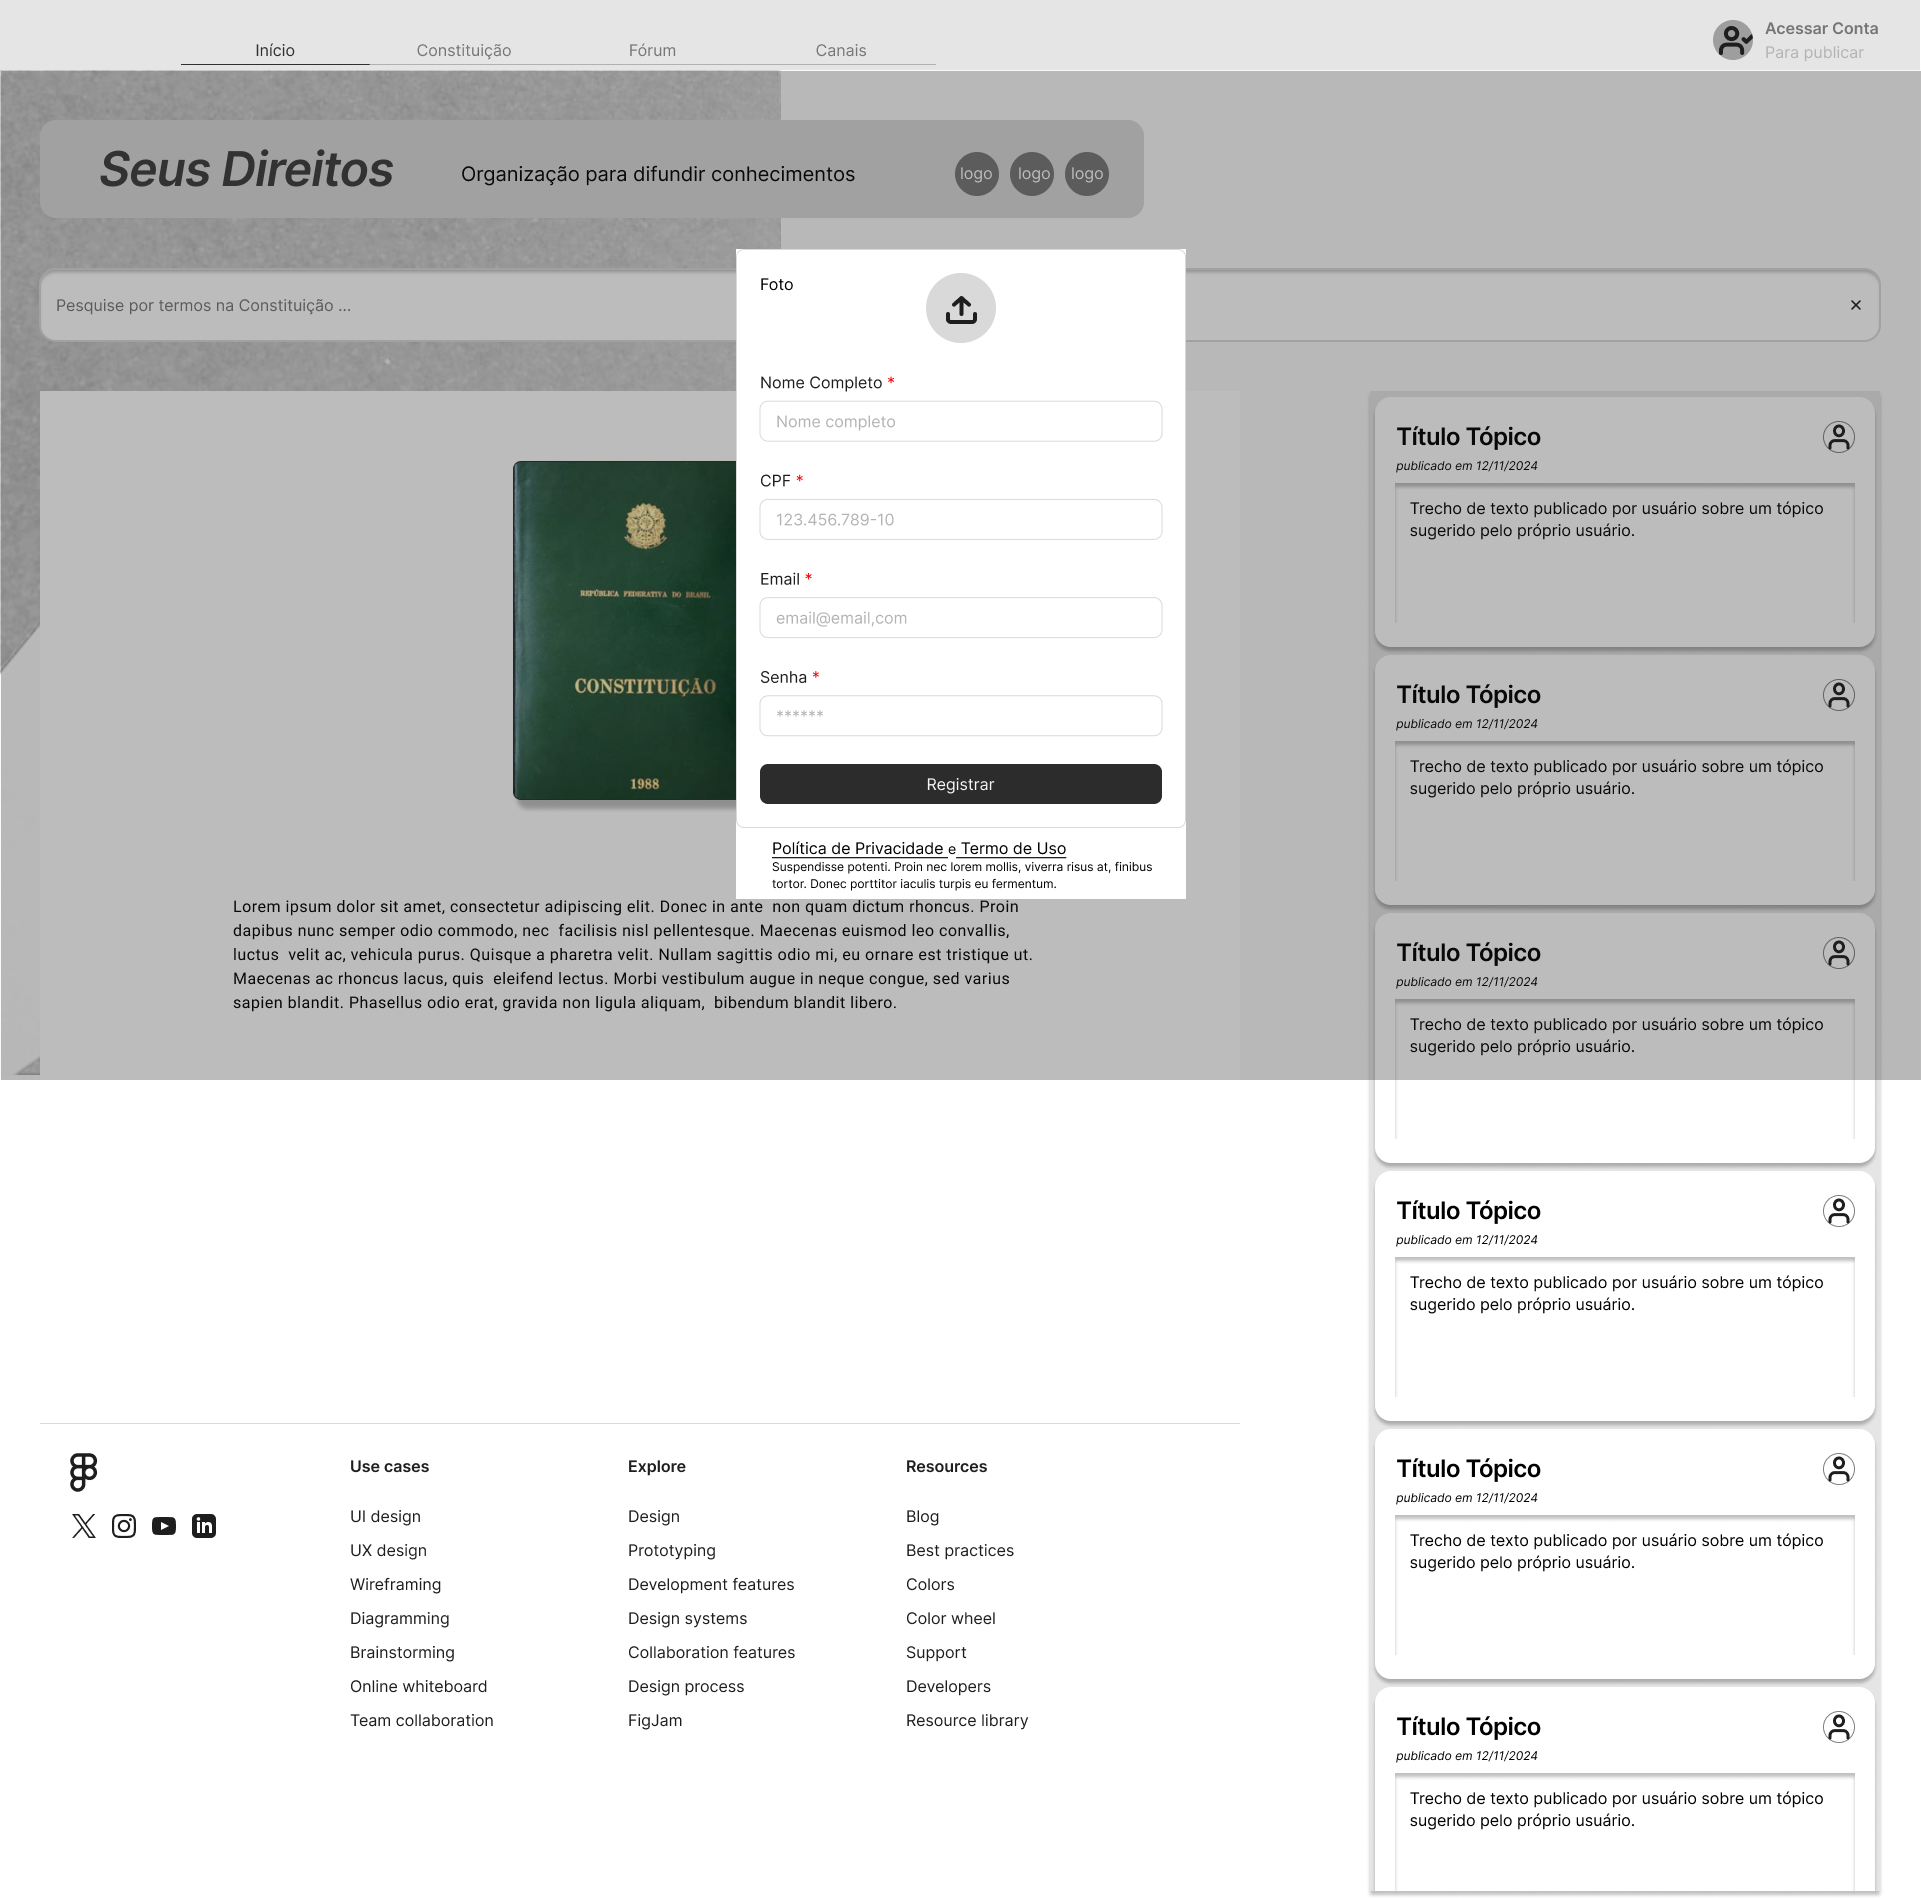 Início
Constituição
Fórum
Canais
Acessar Conta
Para publicar
Seus Direitos
Organização para difundir conhecimentos
logo
logo
logo
Pesquise por termos na Constituição ...
Foto
Nome Completo *
Nome completo
CPF *
123.456.789-10
Email *
email@email,com
Senha *
******
Registrar
Política de Privacidade e Termo de Uso
Suspendisse potenti. Proin nec lorem mollis, viverra risus at, finibus
tortor. Donec porttitor iaculis turpis eu fermentum.
REPÚBLICA FEDERATIVA DO BRASIL
CONSTITUIÇÃO
1988
Lorem ipsum dolor sit amet, consectetur adipiscing elit. Donec in ante  non quam dictum rhoncus. Proin
dapibus nunc semper odio commodo, nec  facilisis nisl pellentesque. Maecenas euismod leo convallis,
luctus  velit ac, vehicula purus. Quisque a pharetra velit. Nullam sagittis odio mi, eu ornare est tristique ut.
Maecenas ac rhoncus lacus, quis  eleifend lectus. Morbi vestibulum augue in neque congue, sed varius
sapien blandit. Phasellus odio erat, gravida non ligula aliquam,  bibendum blandit libero.
Título Tópico
publicado em 12/11/2024
Trecho de texto publicado por usuário sobre um tópico
sugerido pelo próprio usuário.
Título Tópico
publicado em 12/11/2024
Trecho de texto publicado por usuário sobre um tópico
sugerido pelo próprio usuário.
Título Tópico
publicado em 12/11/2024
Trecho de texto publicado por usuário sobre um tópico
sugerido pelo próprio usuário.
Título Tópico
publicado em 12/11/2024
Trecho de texto publicado por usuário sobre um tópico
sugerido pelo próprio usuário.
Título Tópico
publicado em 12/11/2024
Trecho de texto publicado por usuário sobre um tópico
sugerido pelo próprio usuário.
Título Tópico
publicado em 12/11/2024
Trecho de texto publicado por usuário sobre um tópico
sugerido pelo próprio usuário.
Use cases
UI design
UX design
Wireframing
Diagramming
Brainstorming
Online whiteboard
Team collaboration
Explore
Design
Prototyping
Development features
Design systems
Collaboration features
Design process
FigJam
Resources
Blog
Best practices
Colors
Color wheel
Support
Developers
Resource library